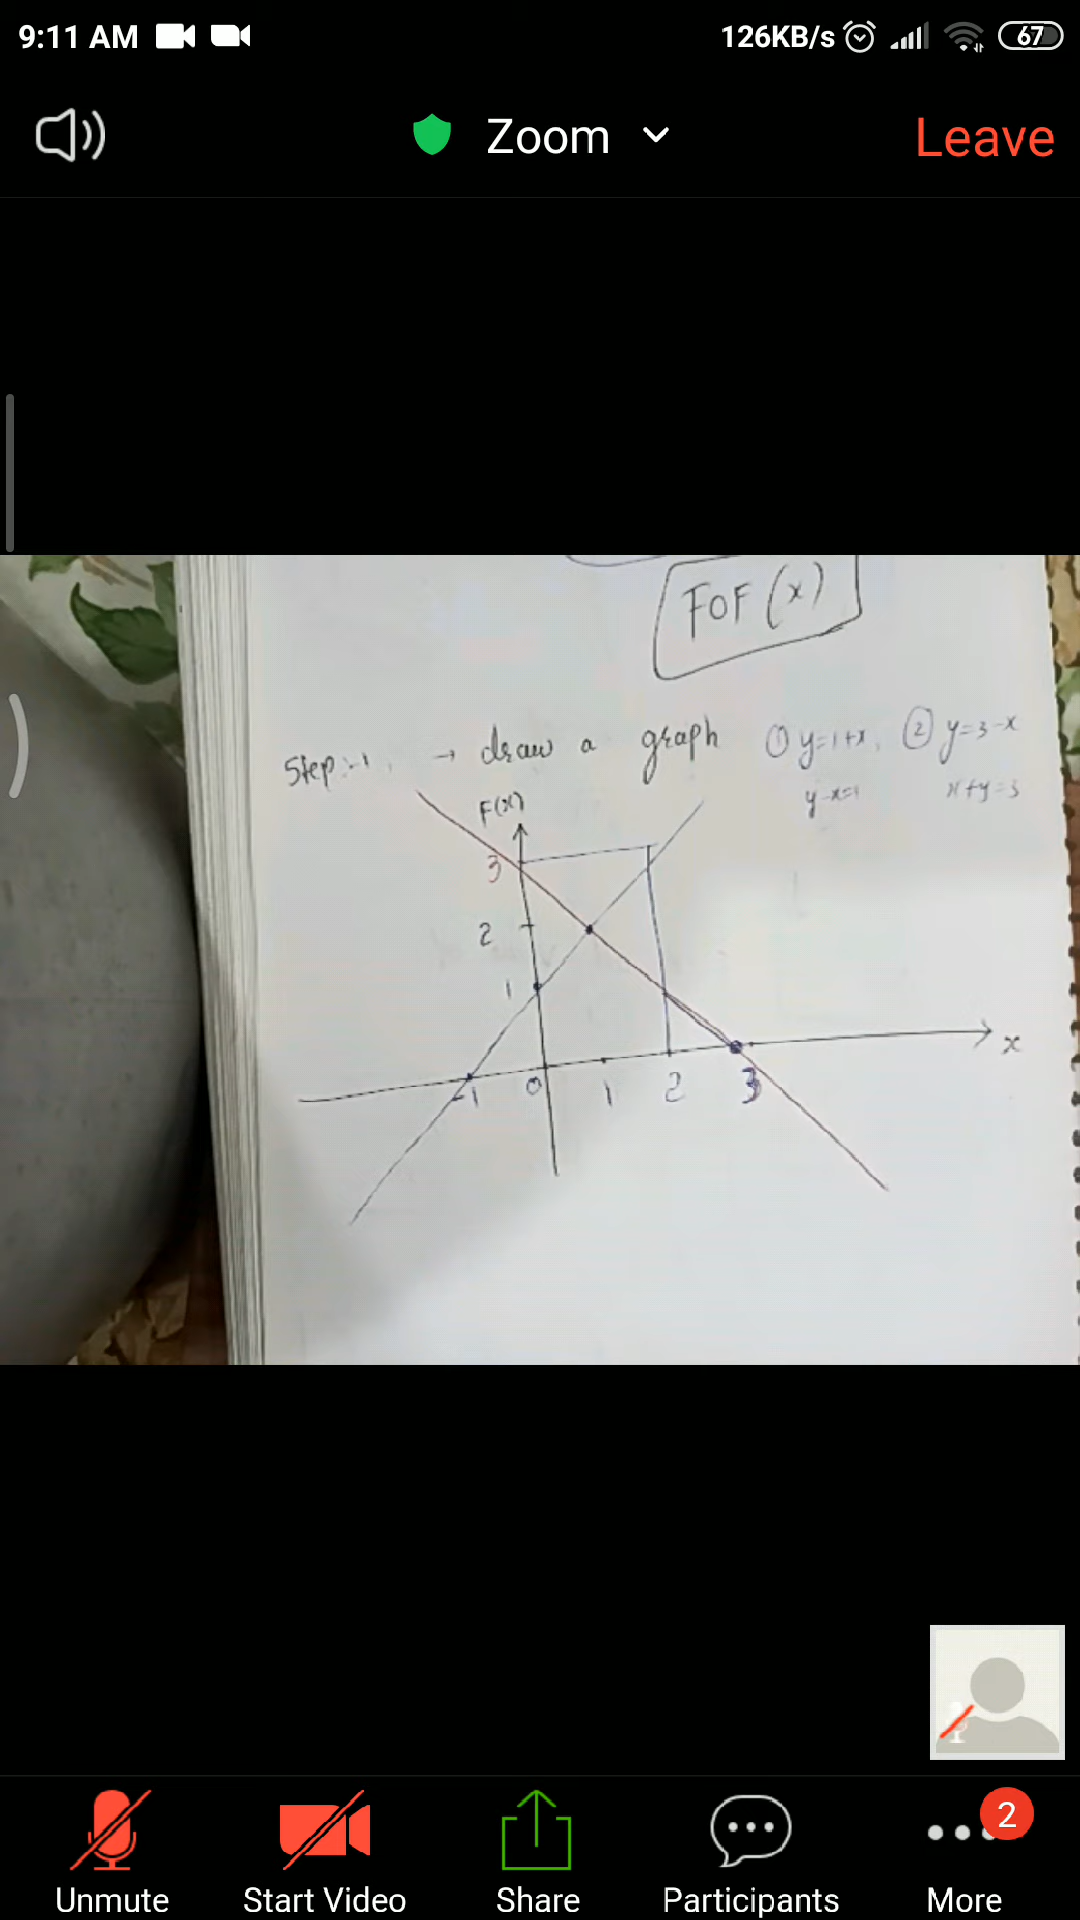 9:11 AM 126KB/s 67
Zoom Leave
FOF (x)
Step:-1. → draw a graph ① y=1+x, ② y=3-x
y-x=1 x+y=3
F(x)
3
2
1
x
-1 0 1 2 3
2
Unmute Start Video Share Participants More